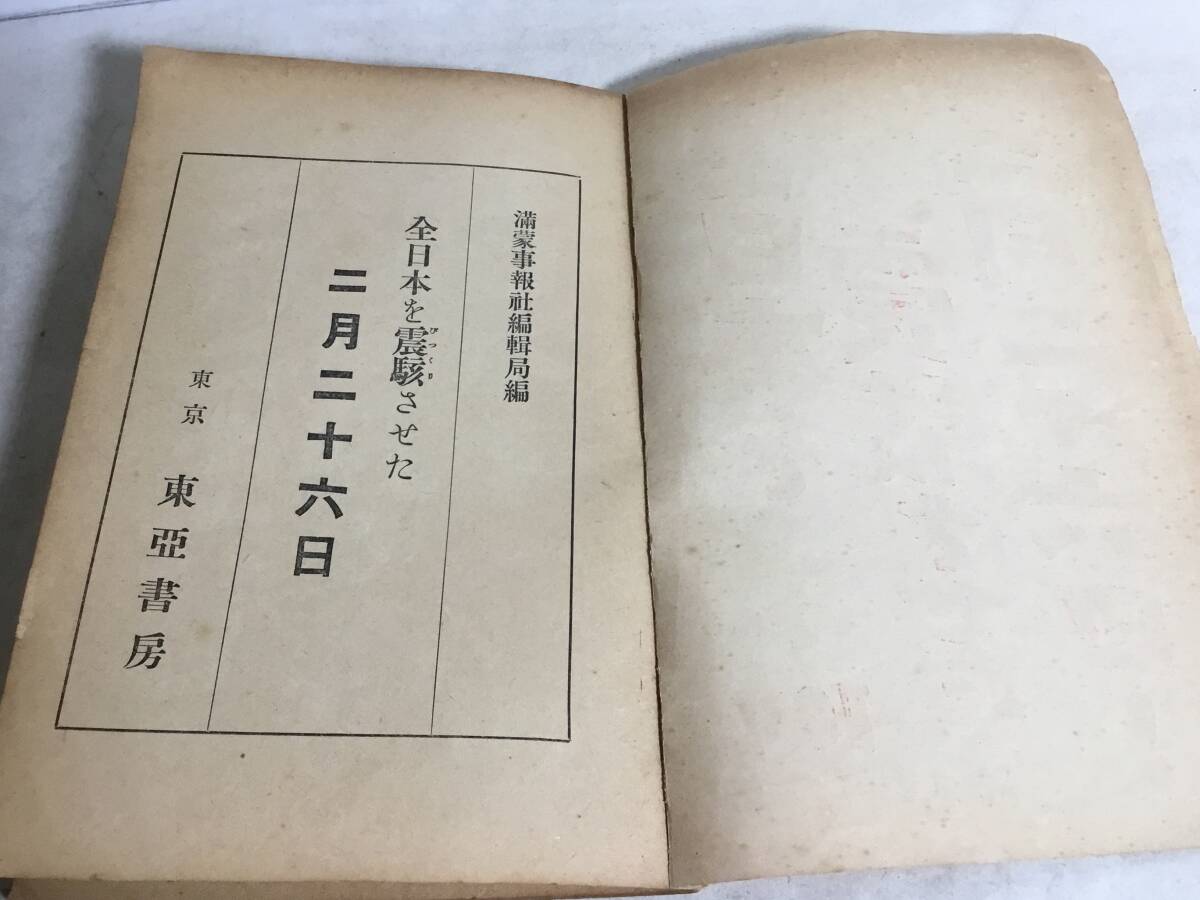 滿蒙事報社編輯局編
全日本を震駭させた
びつくり
二月二十六日
東京 東亞書房